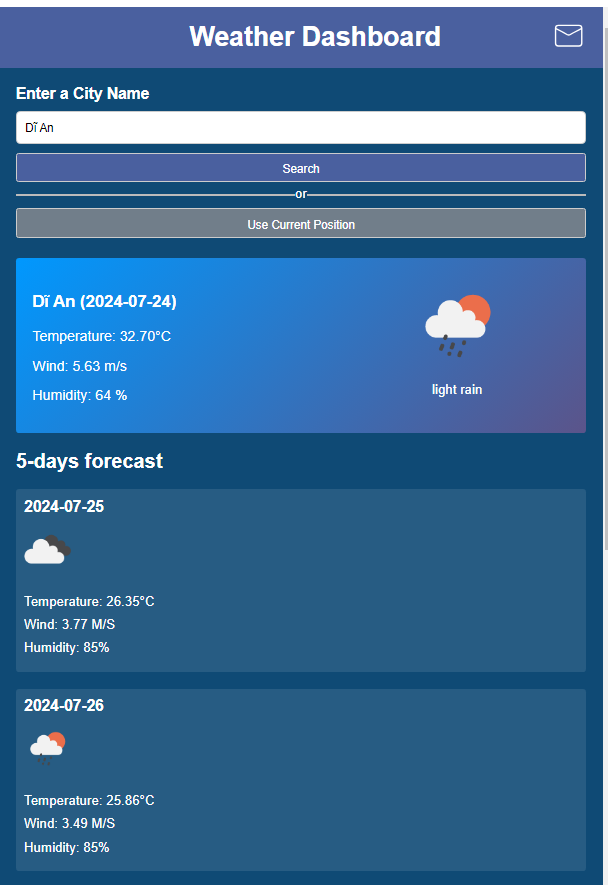 Weather Dashboard
Enter a City Name
Dĩ An
Search
or
Use Current Position
Dĩ An (2024-07-24)
Temperature: 32.70°C
Wind: 5.63 m/s
Humidity: 64 %
light rain
5-days forecast
2024-07-25
Temperature: 26.35°C
Wind: 3.77 M/S
Humidity: 85%
2024-07-26
Temperature: 25.86°C
Wind: 3.49 M/S
Humidity: 85%